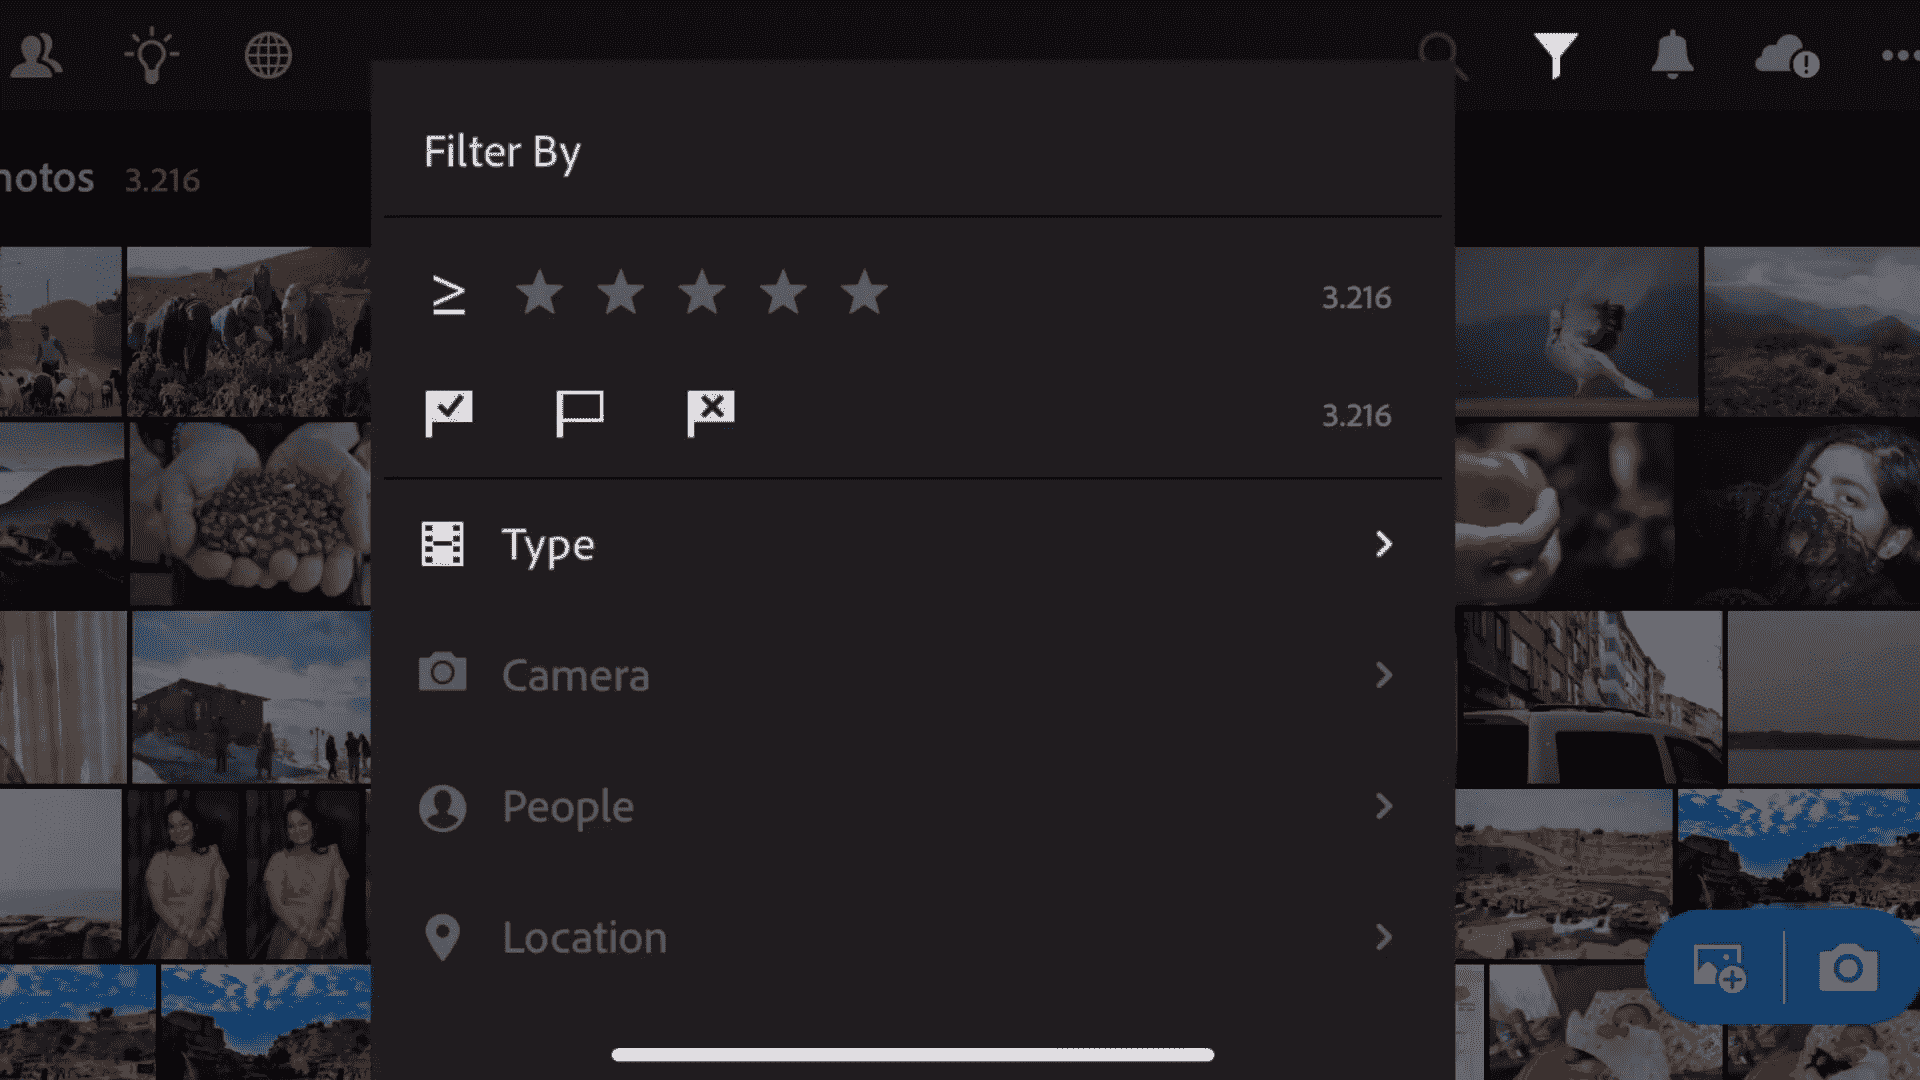 hotos 3.216
Filter By
≥ 3.216
3.216
Type
Camera
People
Location